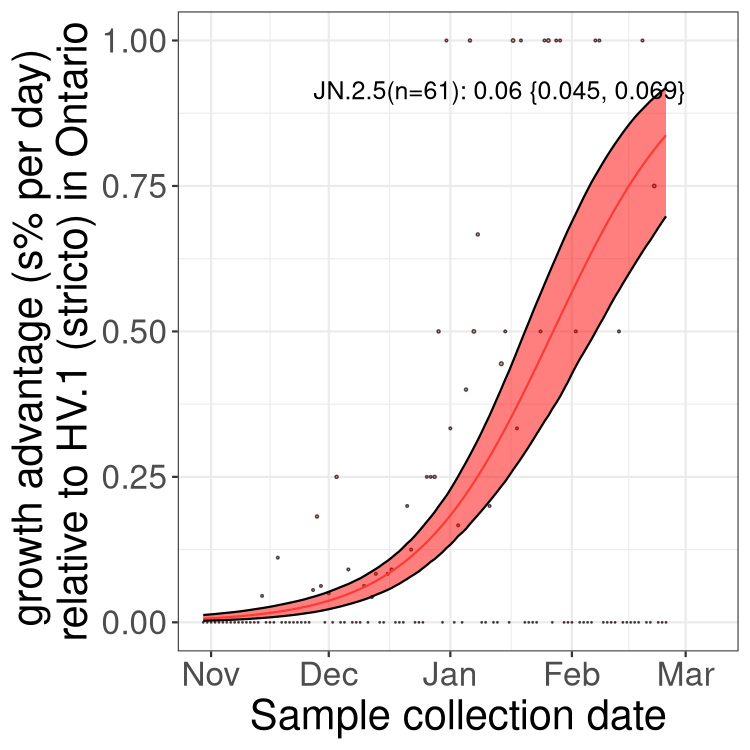 growth advantage (s% per day)
relative to HV.1 (stricto) in Ontario
1.00
0.75
0.50
0.25
0.00
JN.2.5(n=61): 0.06 {0.045, 0.069}
Nov Dec Jan Feb Mar
Sample collection date